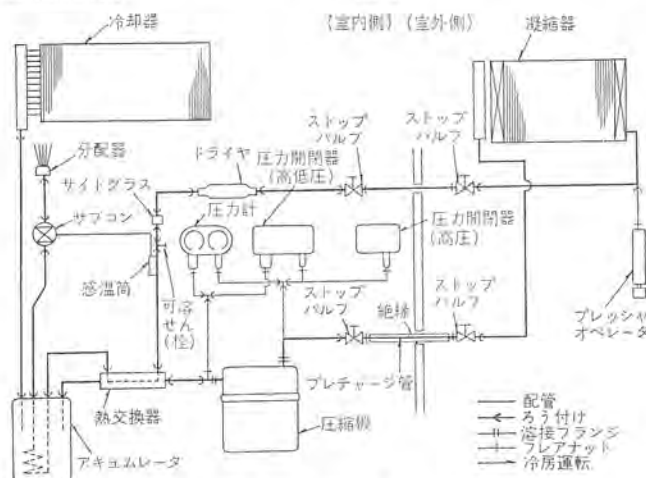 冷却器
(室内側)(室外側)
凝縮器
ストップ
バルブ
ストップ
バルブ
分配器
ドライヤ
圧力開閉器
(高低圧)
サイトグラス
圧力計
圧力開閉器
(高圧)
サブコン
感温筒
可溶
せん
(栓)
ストップ
バルブ
絶縁
ストップ
バルブ
プレッシャ
オペレータ
プレチャージ管
熱交換器
圧縮機
アキュムレータ
配管
ろう付け
溶接フランジ
フレアナット
冷房運転